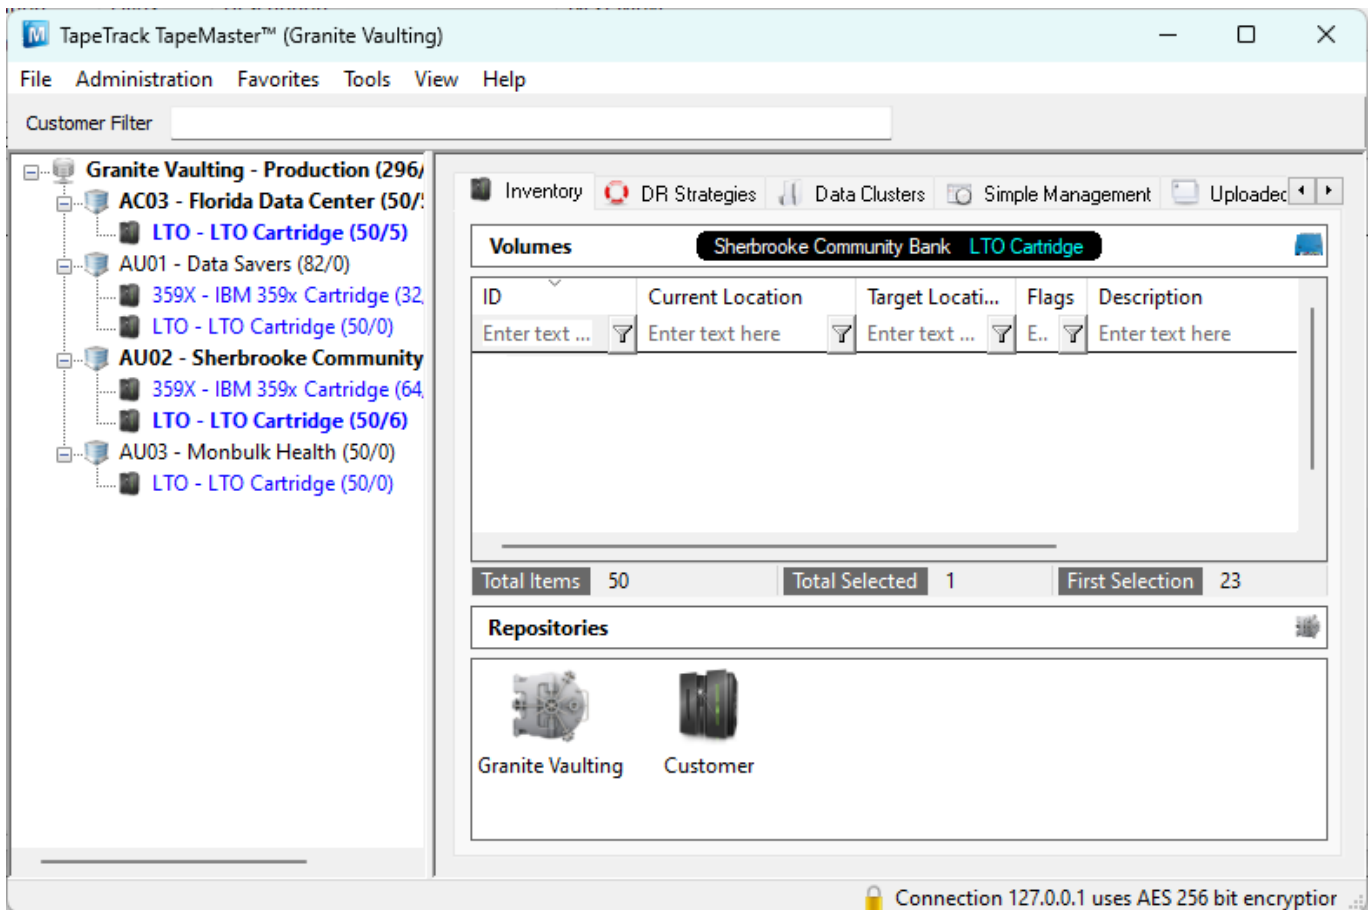 TapeTrack TapeMaster™ (Granite Vaulting)
File Administration Favorites Tools View Help
Customer Filter
Granite Vaulting - Production (296/
AC03 - Florida Data Center (50/
LTO - LTO Cartridge (50/5)
AU01 - Data Savers (82/0)
359X - IBM 359x Cartridge (32,
LTO - LTO Cartridge (50/0)
AU02 - Sherbrooke Community
359X - IBM 359x Cartridge (64,
LTO - LTO Cartridge (50/6)
AU03 - Monbulk Health (50/0)
LTO - LTO Cartridge (50/0)
Inventory DR Strategies Data Clusters Simple Management Uploaded
Volumes Sherbrooke Community Bank LTO Cartridge
ID Current Location Target Locati... Flags Description
Enter text ... Enter text here Enter text ... E.. Enter text here
Total Items 50 Total Selected 1 First Selection 23
Repositories
Granite Vaulting Customer
Connection 127.0.0.1 uses AES 256 bit encryption